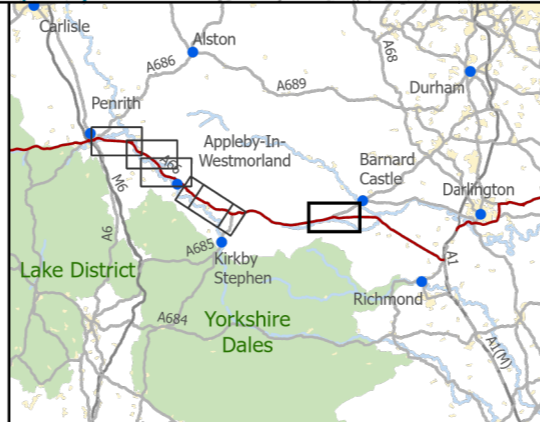 Carlisle
Alston
A686
A68
A689
Durham
Penrith
Appleby-In-
Westmorland
A66
Barnard
Castle
Darlington
M6
A6
A685
Kirkby
Stephen
A1
Lake District
Richmond
A684
Yorkshire
Dales
A1(M)